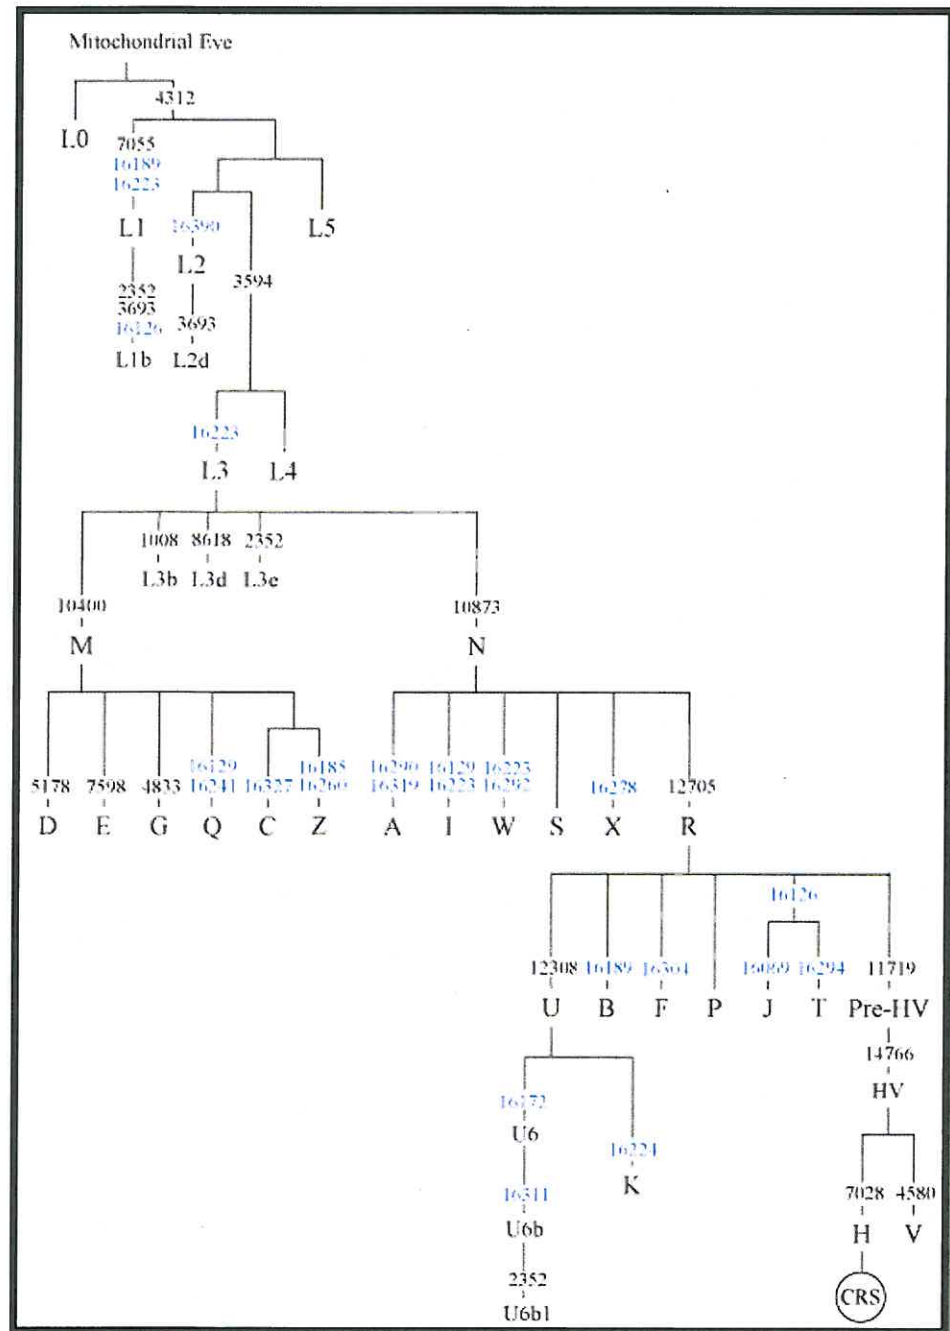 Mitochondrial Eve
4312
L0
7055
16189
16223
L1
16390
L5
L2
3594
2352
3693
16126
3693
L1b
L2d
16223
L3
L4
1008
8618
2352
L3b
L3d
L3e
10400
10873
M
N
16129
16185
16290
16129
16223
5178
7598
4833
16241
16327
16260
16319
16223
16292
16278
12705
D
E
G
Q
C
Z
A
I
W
S
X
R
16126
12308
16189
16304
16069
16294
11719
U
B
F
P
J
T
Pre-HV
14766
HV
16172
U6
16224
K
16311
7028
4580
U6b
H
V
2352
CRS
U6b1